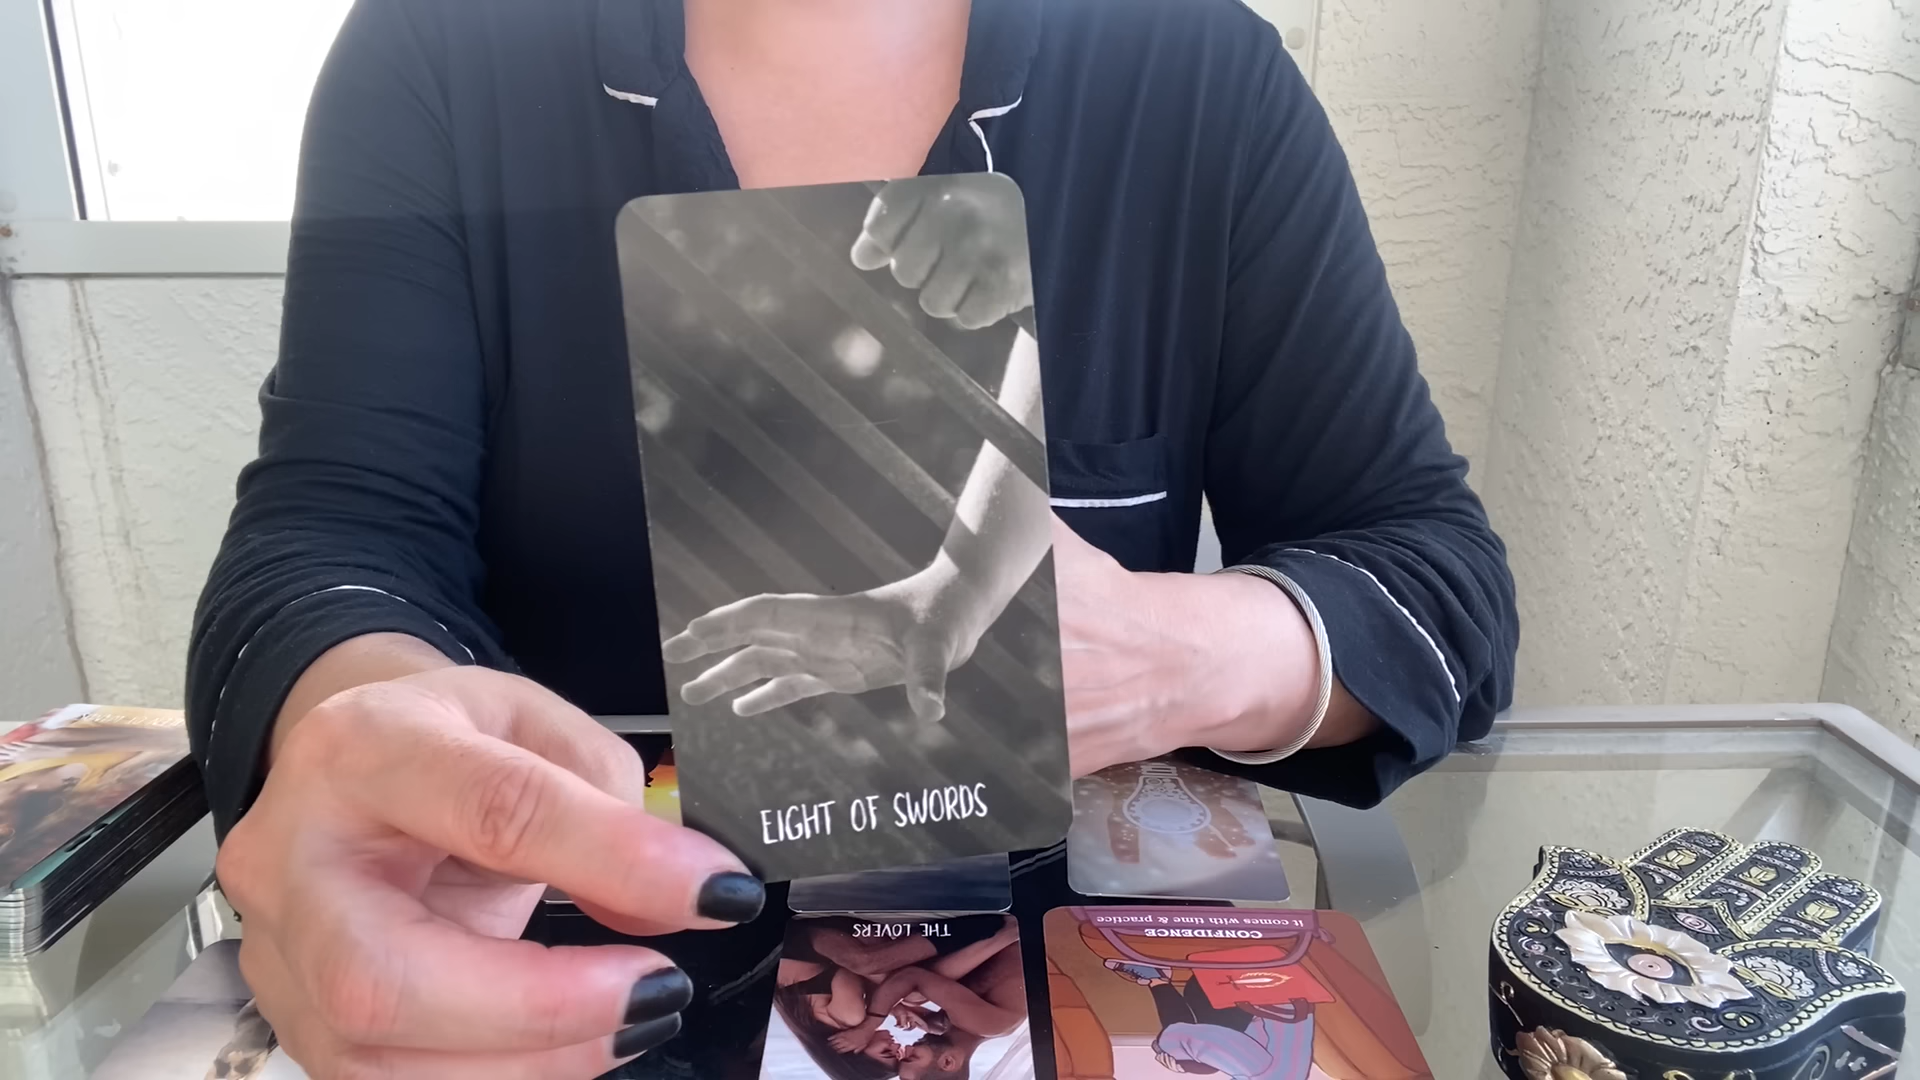 EIGHT OF SWORDS
THE LOVERS
CONFIDENCE
It comes with time & practice